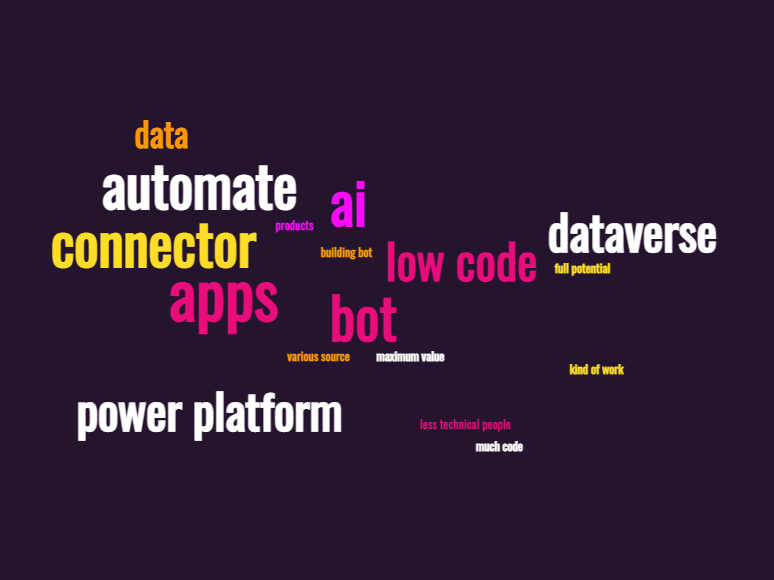 data
automate
ai
products
connector
dataverse
building bot
low code
full potential
apps
bot
various source
maximum value
kind of work
power platform
less technical people
much code